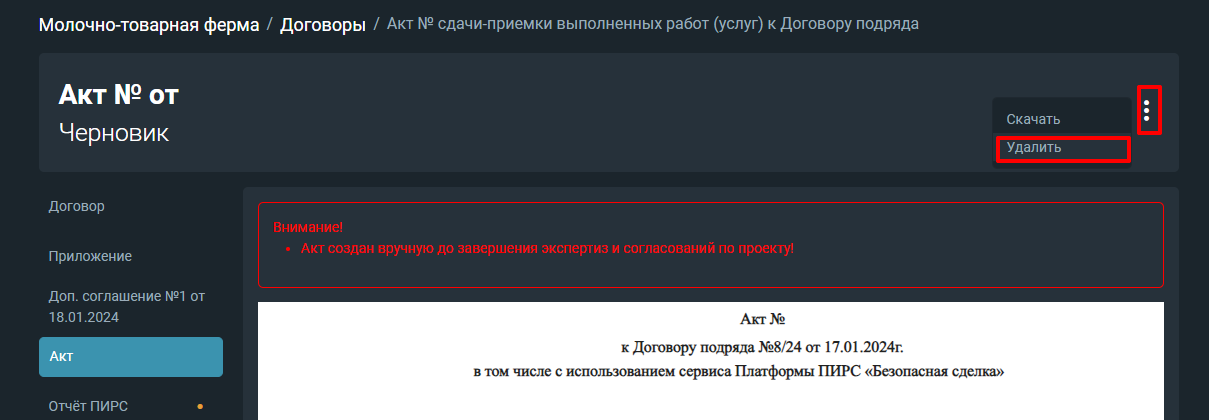 Молочно-товарная ферма / Договоры / Акт № сдачи-приемки выполненных работ (услуг) к Договору подряда
Акт № от
Черновик
Скачать
Удалить
Договор
Приложение
Доп. соглашение №1 от
18.01.2024
Акт
Отчёт ПИРС
Внимание!
• Акт создан вручную до завершения экспертиз и согласований по проекту!
Акт №
к Договору подряда №8/24 от 17.01.2024г.
в том числе с использованием сервиса Платформы ПИРС «Безопасная сделка»